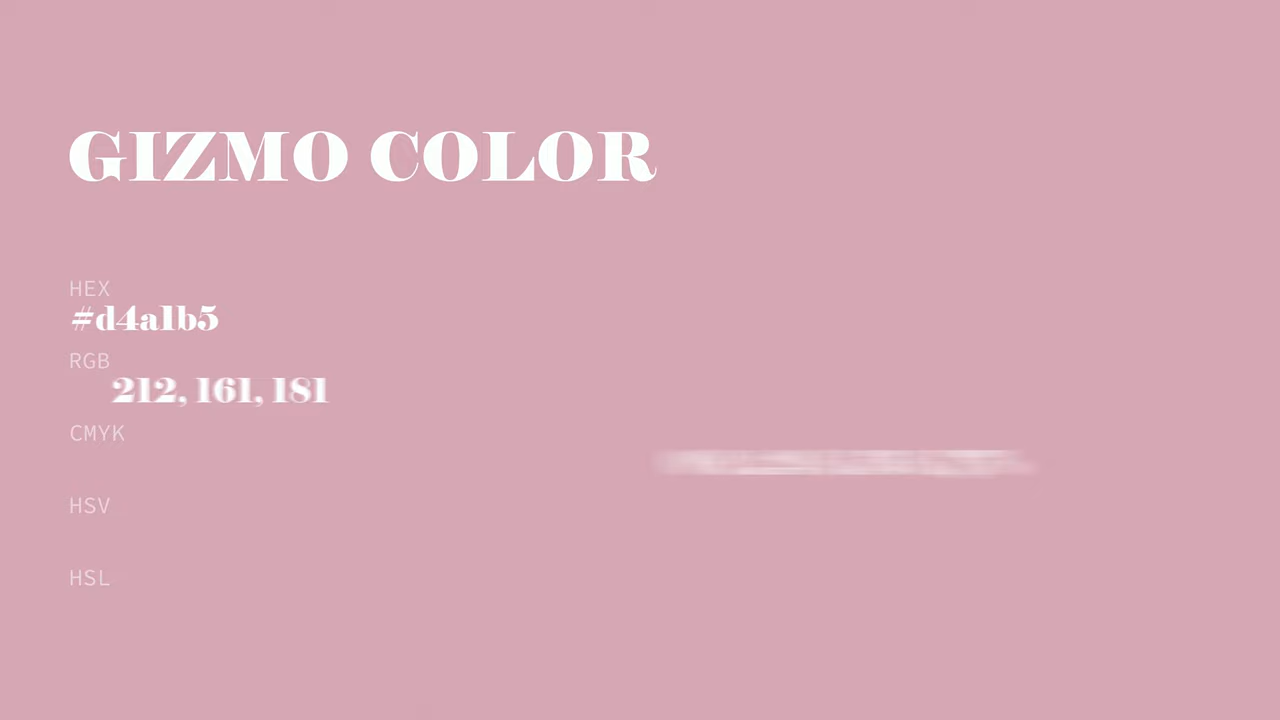 GIZMO COLOR
HEX
#d4a1b5
RGB
212, 161, 181
CMYK
HSV
HSL